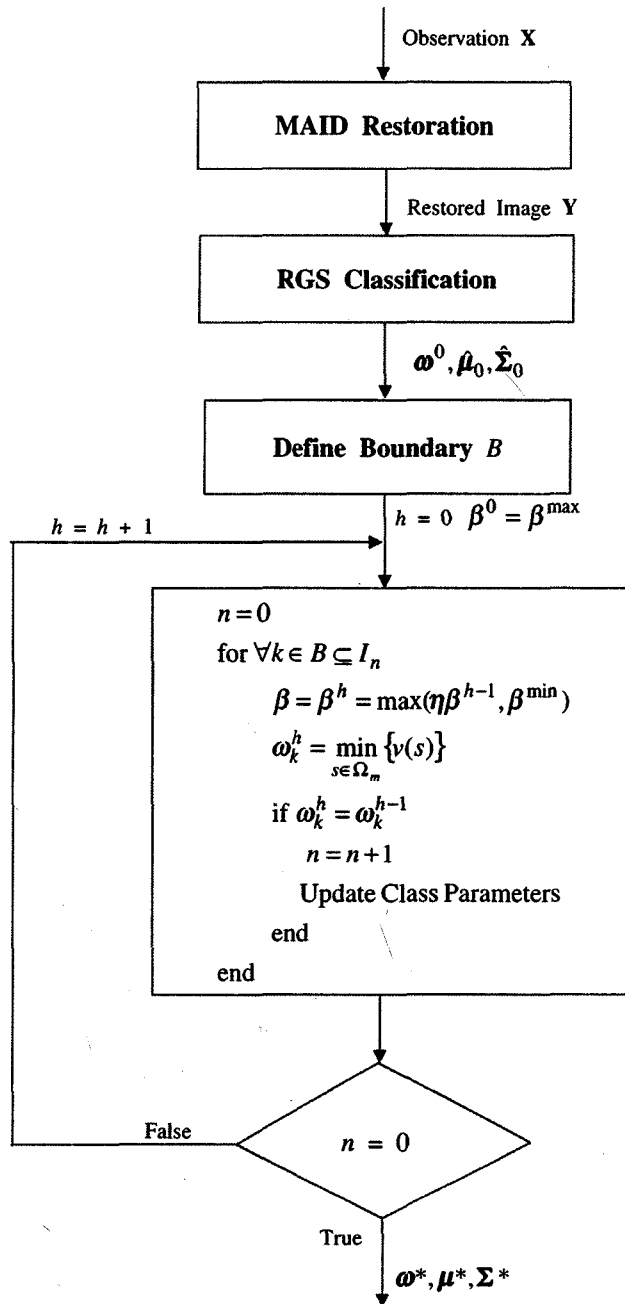 Observation X
MAID Restoration
Restored Image Y
RGS Classification
ω⁰, μ̂₀, Σ̂₀
Define Boundary B
h = h + 1
h = 0 β⁰ = β^max
n = 0
for ∀k ∈ B ⊆ I_n
β = β^h = max(ηβ^{h-1}, β^min)
ω_k^h = min_{s∈Ω_m} {v(s)}
if ω_k^h = ω_k^{h-1}
n = n+1
Update Class Parameters
end
end
False
n = 0
True
ω*, μ*, Σ*